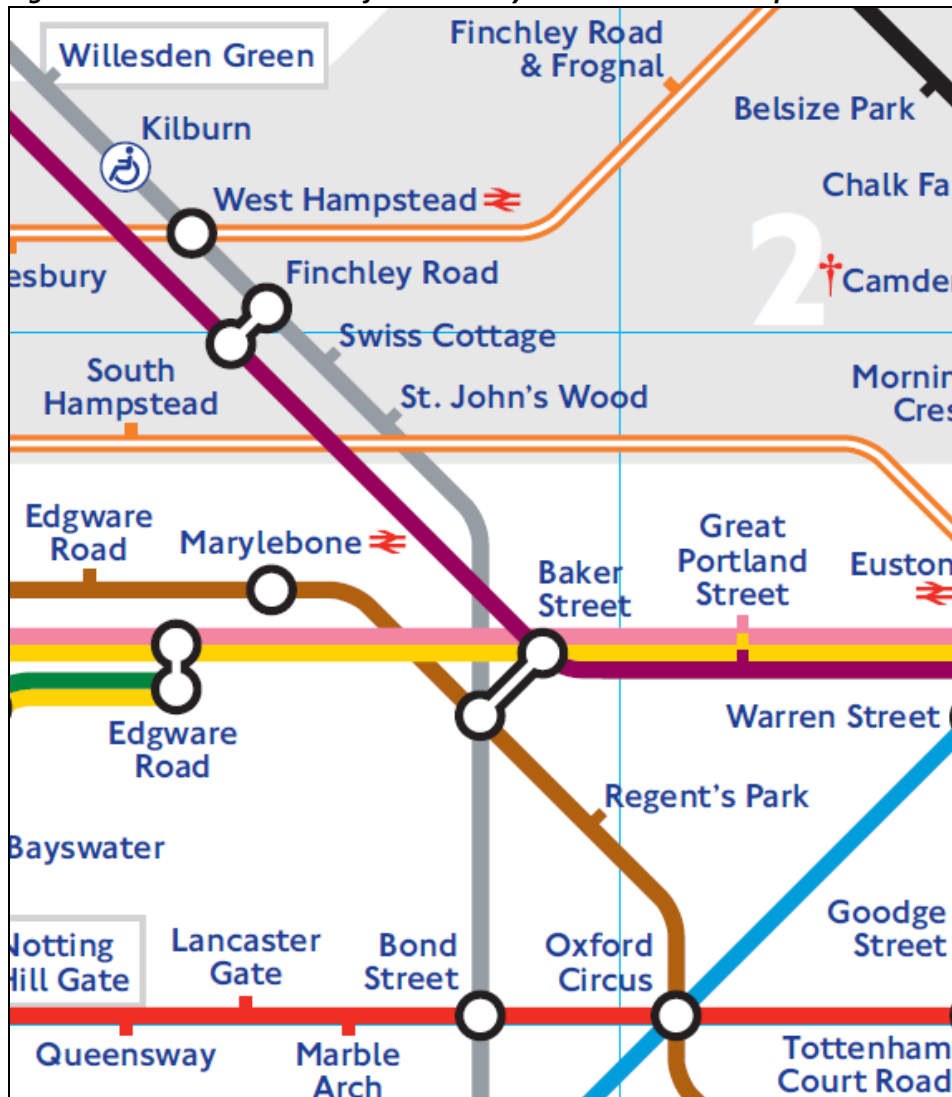 Willesden Green
Finchley Road
& Frognal
Belsize Park
Kilburn
Chalk Fa
West Hampstead
2
esbury
Finchley Road
†Camde
Swiss Cottage
South
Hampstead
St. John's Wood
Mornin
Cres
Edgware
Road
Marylebone
Baker
Street
Great
Portland
Street
Euston
Edgware
Road
Warren Street
Regent's Park
Bayswater
Notting
Hill Gate
Lancaster
Gate
Bond
Street
Oxford
Circus
Goodge
Street
Queensway
Marble
Arch
Tottenham
Court Road